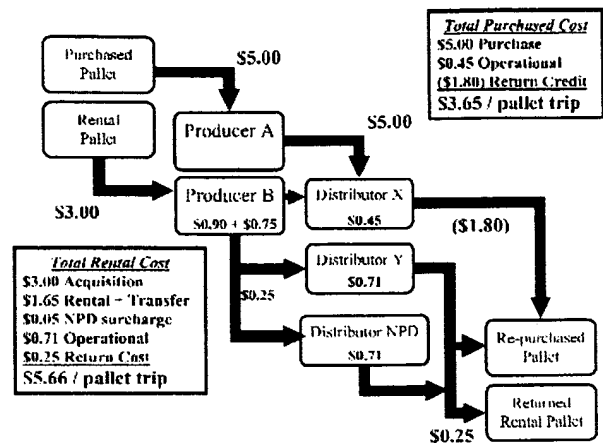 Purchased
Pallet
$5.00
Total Purchased Cost
$5.00 Purchase
$0.45 Operational
($1.80) Return Credit
$3.65 / pallet trip
Rental
Pallet
Producer A
$5.00
$3.00
Producer B
$0.90 + $0.75
Distributor X
$0.45
($1.80)
Total Rental Cost
$3.00 Acquisition
$1.65 Rental + Transfer
$0.05 NPD surcharge
$0.71 Operational
$0.25 Return Cost
$5.66 / pallet trip
$0.25
Distributor Y
$0.71
Distributor NPD
$0.71
Re-purchased
Pallet
Returned
Rental Pallet
$0.25